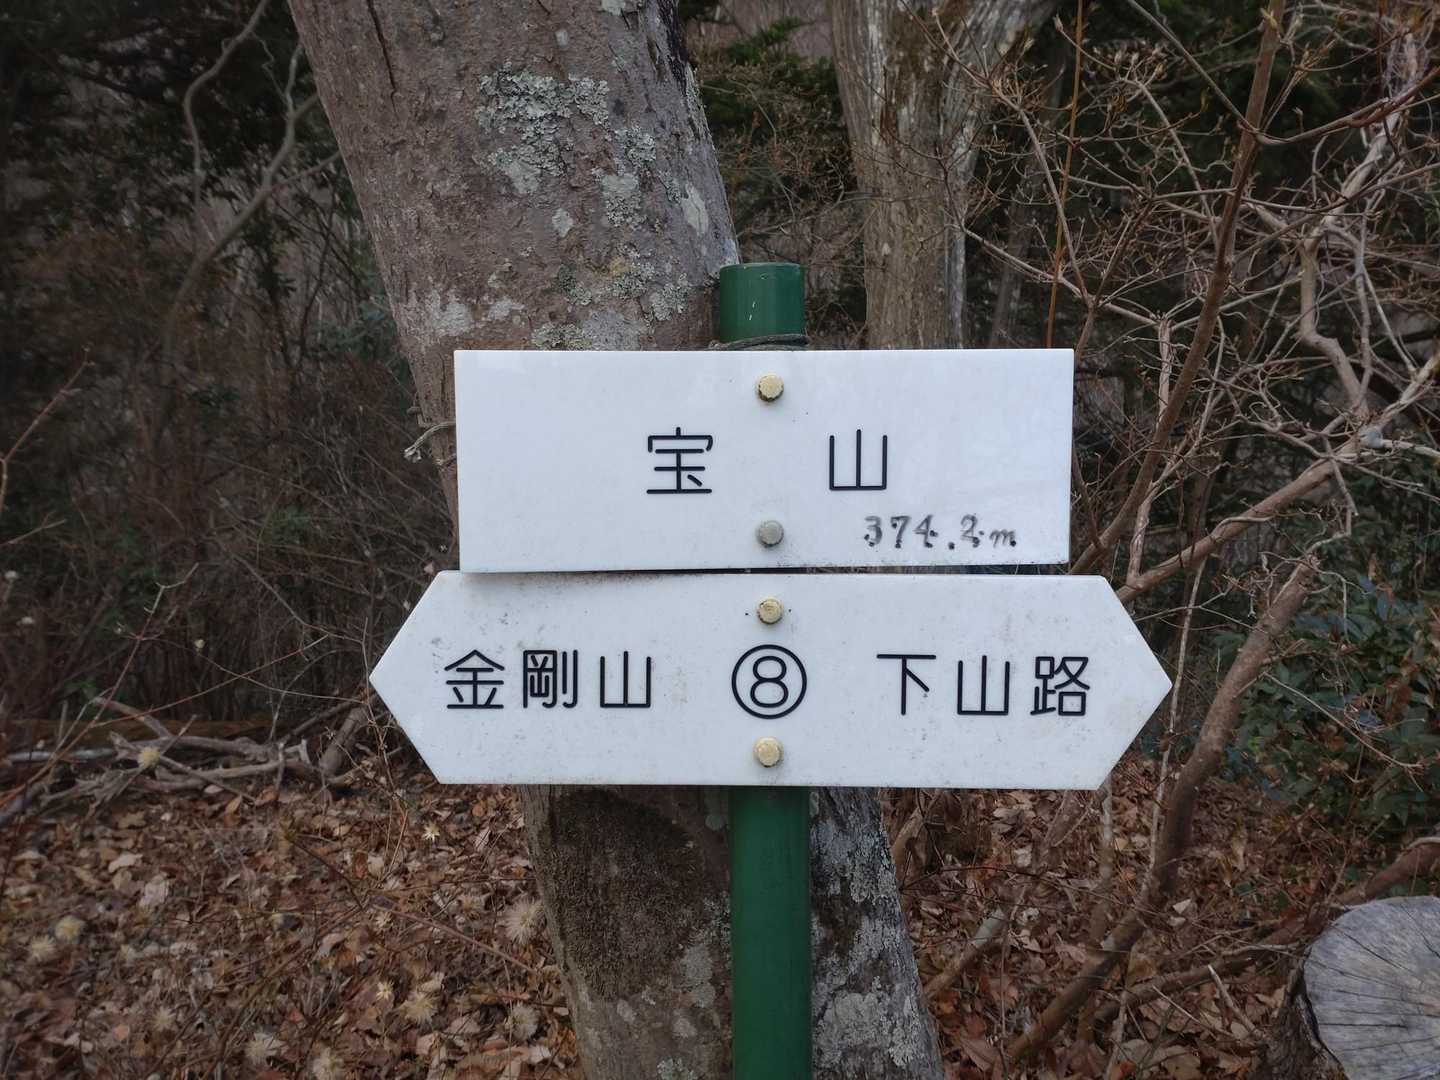 宝山
374.2m
金剛山 ⑧ 下山路